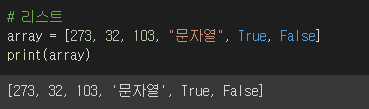 # 리스트
array = [273, 32, 103, "문자열", True, False]
print(array)
[273, 32, 103, '문자열', True, False]